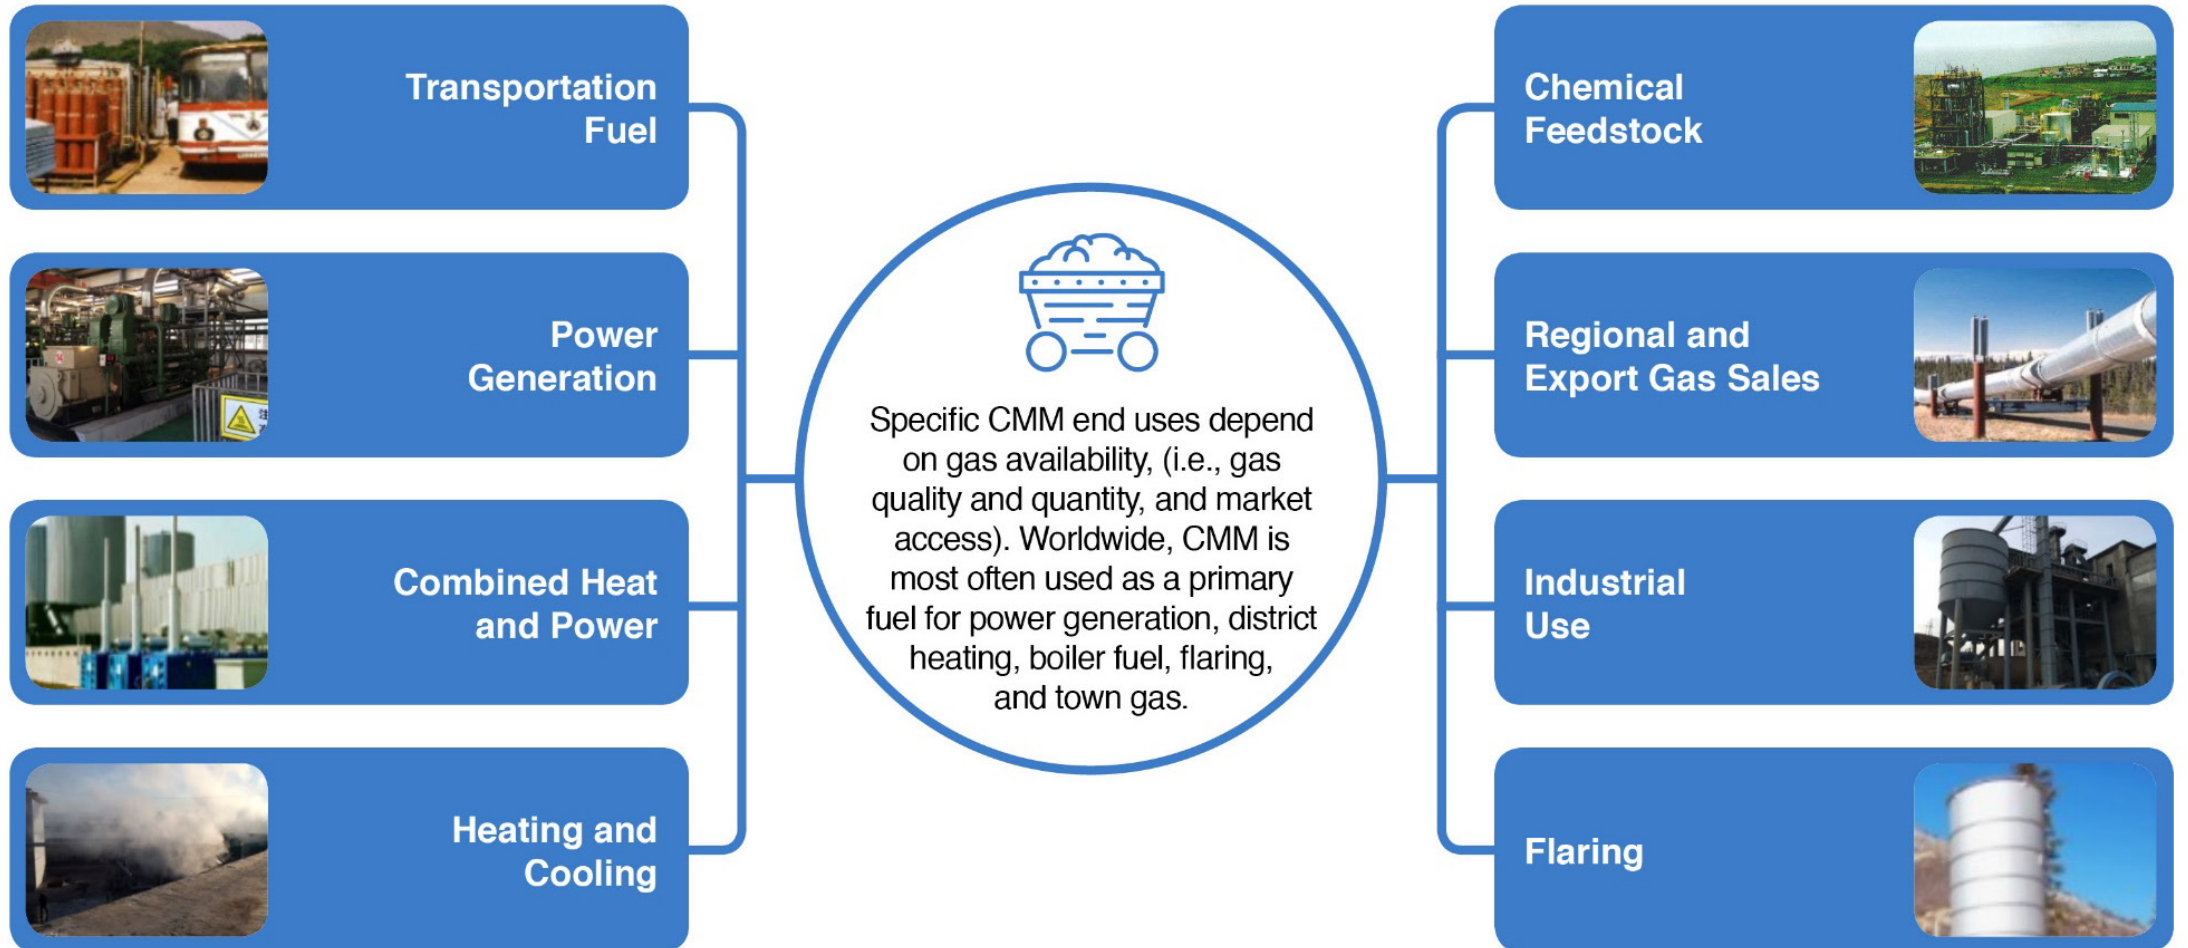 Transportation
Fuel
Power
Generation
Combined Heat
and Power
Heating and
Cooling
Specific CMM end uses depend
on gas availability, (i.e., gas
quality and quantity, and market
access). Worldwide, CMM is
most often used as a primary
fuel for power generation, district
heating, boiler fuel, flaring,
and town gas.
Chemical
Feedstock
Regional and
Export Gas Sales
Industrial
Use
Flaring